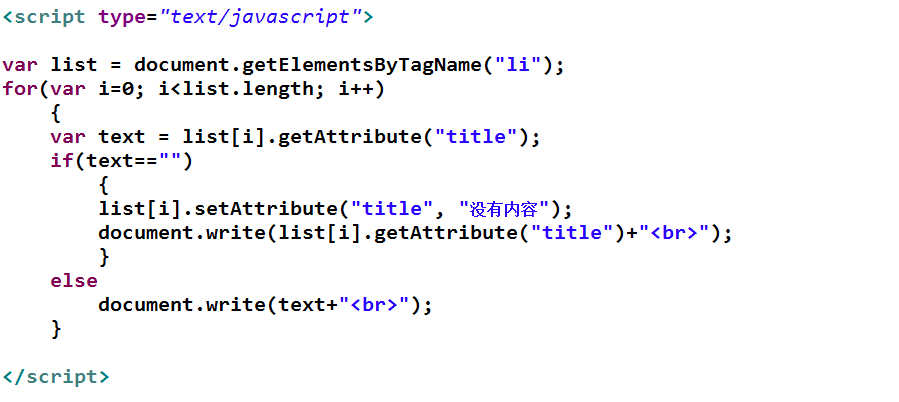 <script type="text/javascript">
var list = document.getElementsByTagName("li");
for(var i=0; i<list.length; i++)
{
var text = list[i].getAttribute("title");
if(text=="")
{
list[i].setAttribute("title", "没有内容");
document.write(list[i].getAttribute("title")+"<br>");
}
else
document.write(text+"<br>");
}
</script>